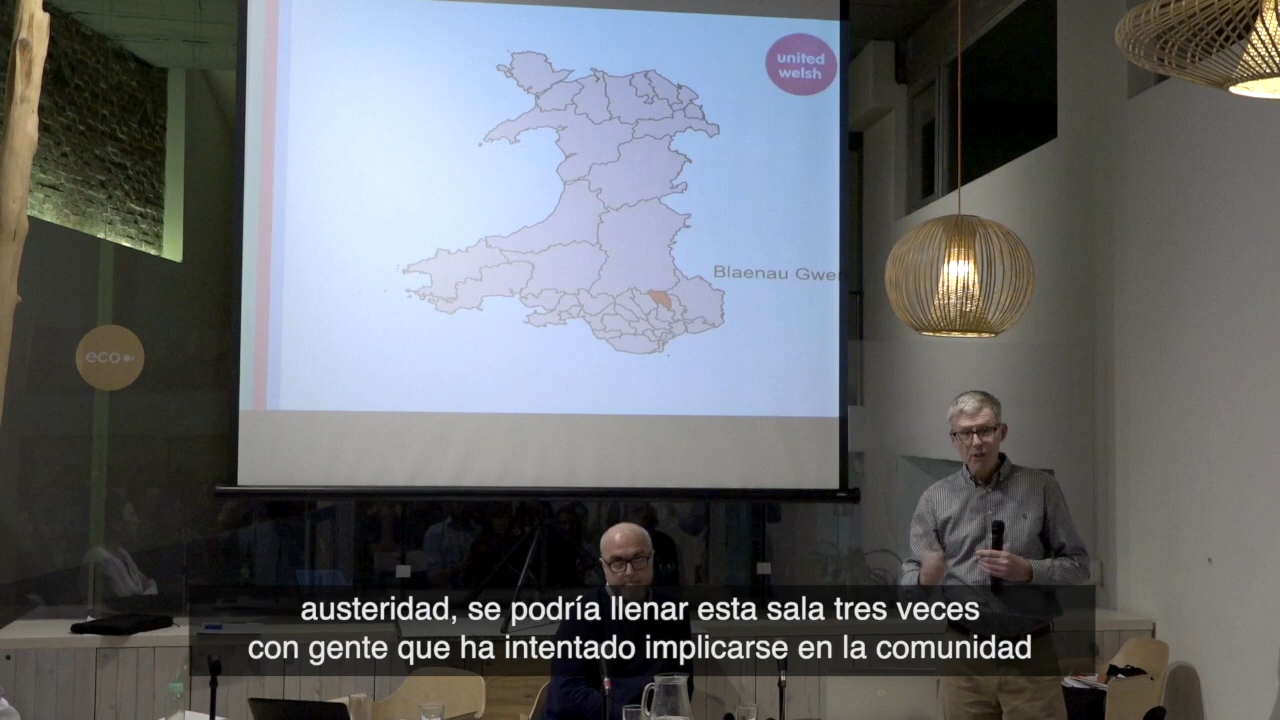 united
welsh
Blaenau Gwen
eco
austeridad, se podría llenar esta sala tres veces
con gente que ha intentado implicarse en la comunidad